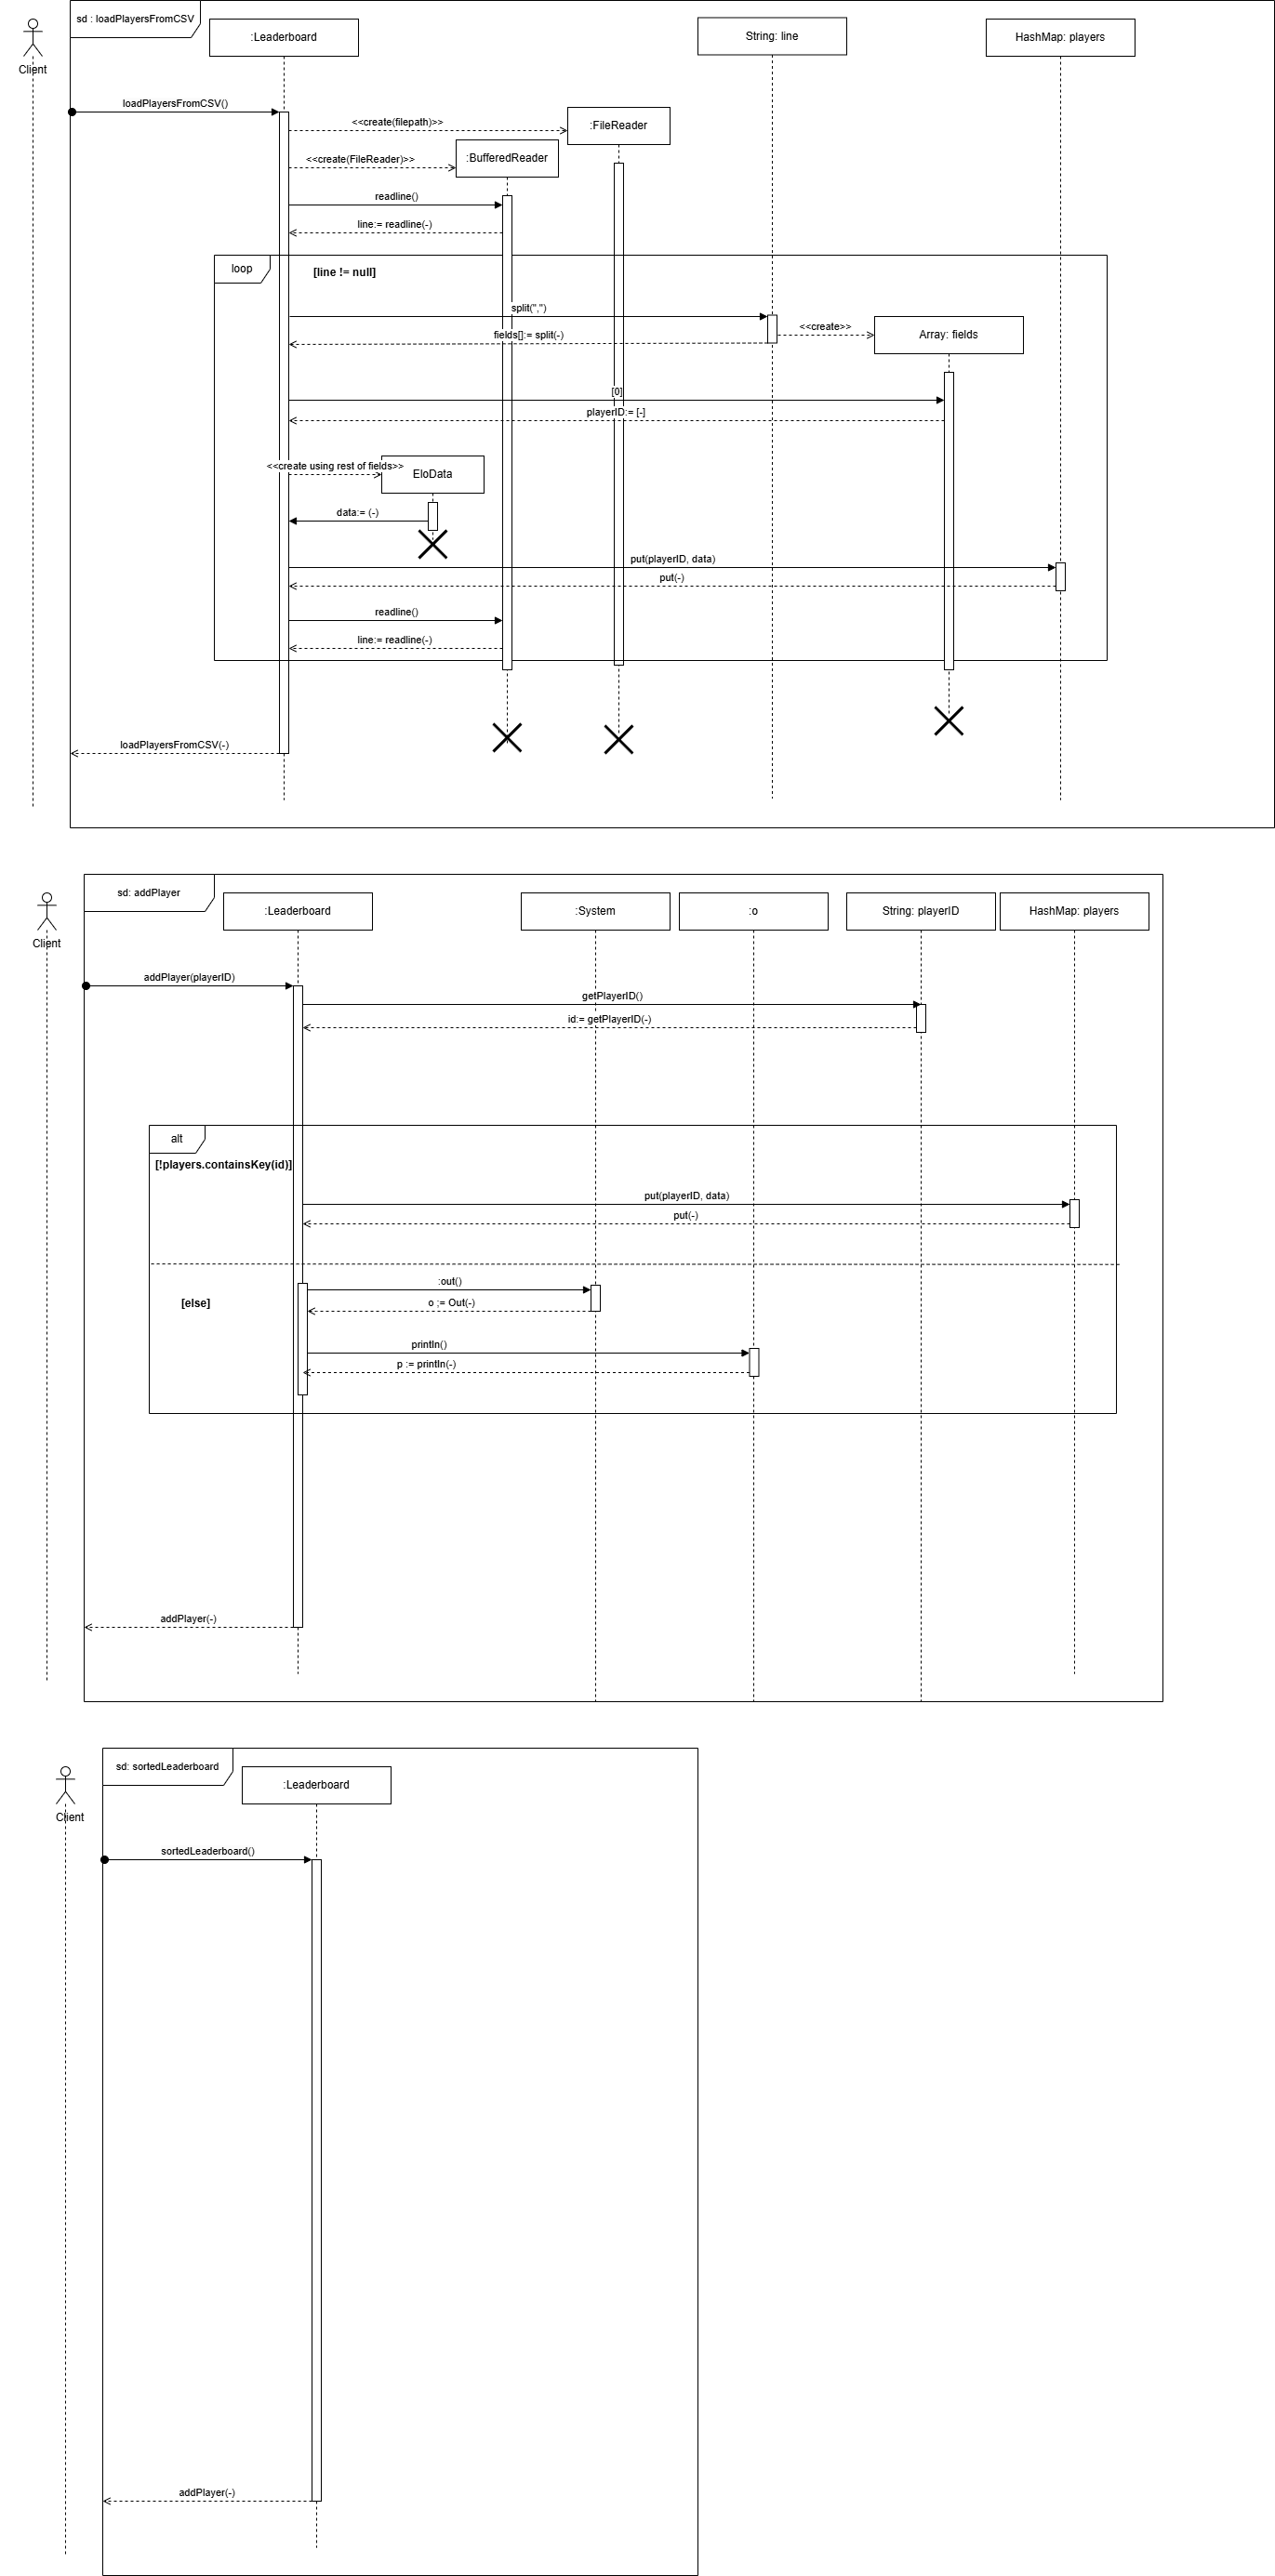 sd : loadPlayersFromCSV
:Leaderboard
String: line
HashMap: players
Client
loadPlayersFromCSV()
<<create(filepath)>>
:FileReader
<<create(FileReader)>>
:BufferedReader
readline()
line:= readline(-)
loop
[line != null]
split(",")
<<create>>
Array: fields
fields[]:= split(-)
[0]
playerID:= [-]
<<create using rest of fields>>
EloData
data:= (-)
put(playerID, data)
put(-)
readline()
line:= readline(-)
loadPlayersFromCSV(-)
sd: addPlayer
:Leaderboard
:System
:o
String: playerID
HashMap: players
Client
addPlayer(playerID)
getPlayerID()
id:= getPlayerID(-)
alt
[!players.containsKey(id)]
put(playerID, data)
put(-)
:out()
[else]
o ;= Out(-)
println()
p := println(-)
addPlayer(-)
sd: sortedLeaderboard
:Leaderboard
Client
sortedLeaderboard()
addPlayer(-)